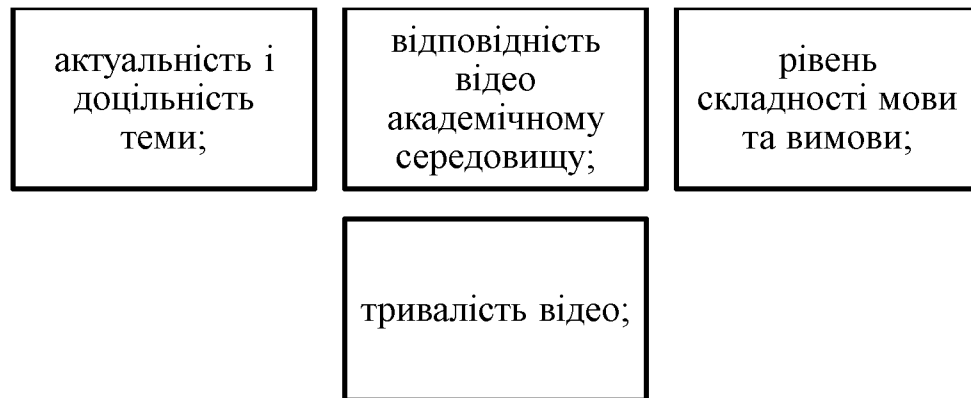 актуальність і
доцільність
теми;
відповідність
відео
академічному
середовищу;
рівень
складності мови
та вимови;
тривалість відео;